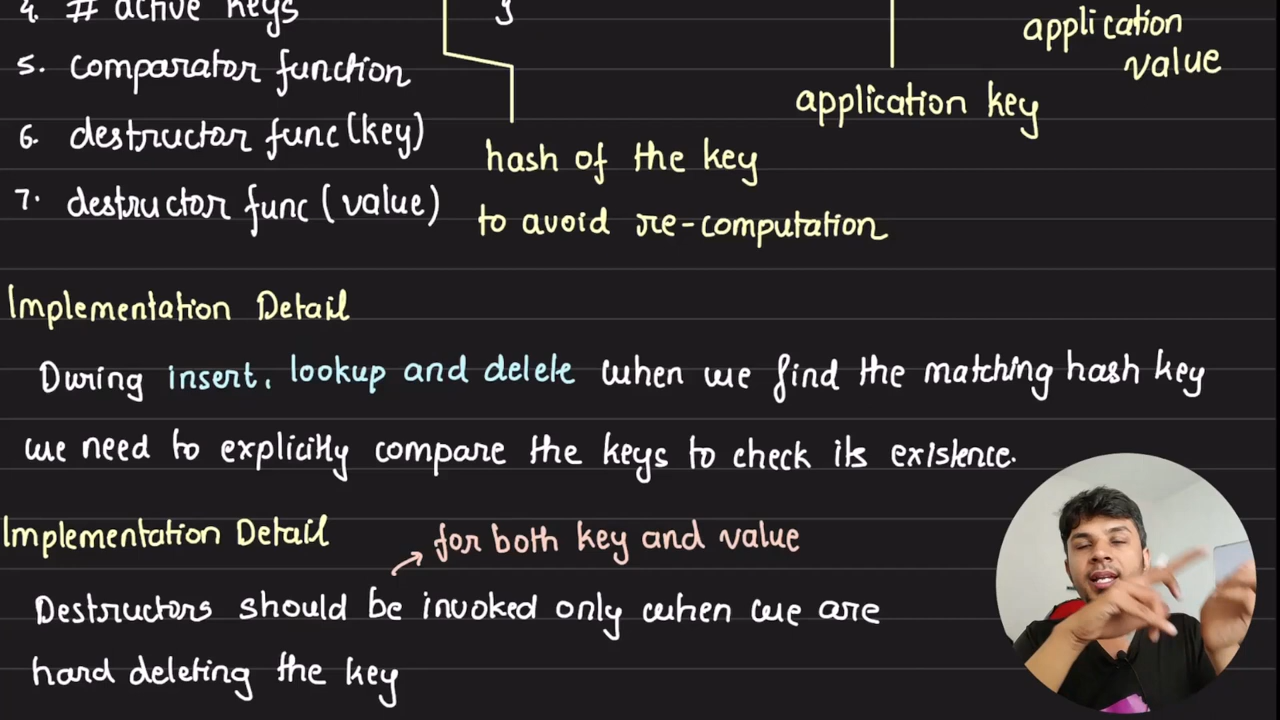 4. # active keys
5. comparator function
6. destructor func (key)
7. destructor func (value)
}
hash of the key
to avoid re-computation
application key
application
value
Implementation Detail
During insert, lookup and delete when we find the matching hash key
we need to explicitly compare the keys to check its existence.
Implementation Detail
for both key and value
Destructors should be invoked only when we are
hard deleting the key